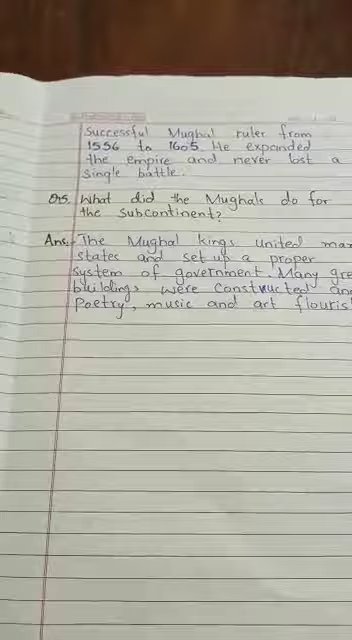 Successful Mughal ruler from
1556 to 1605. He expanded
the empire and never lost a
single battle.
Q5. What did the Mughals do for
the subcontinent?
Ans:- The Mughal kings united
states and set up a proper
system of government. Many
buildings were constructed
Poetry, music and art